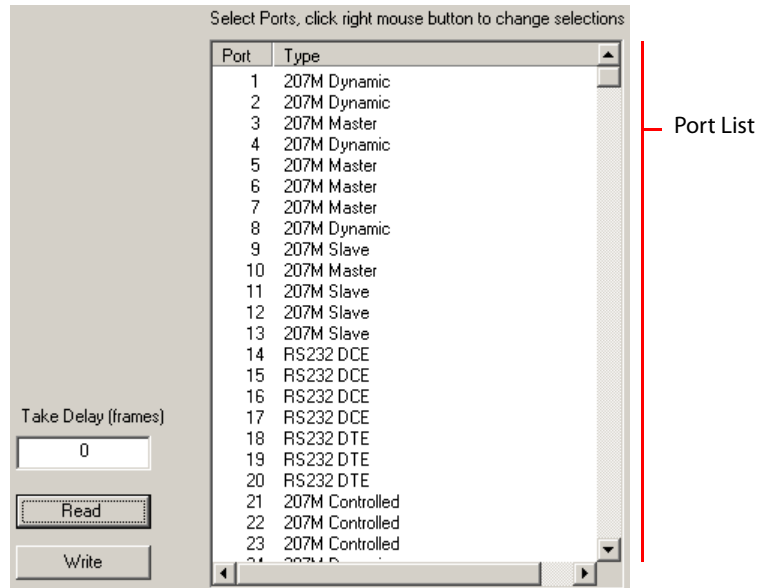 Select Ports, click right mouse button to change selections
Port Type
1 207M Dynamic
2 207M Dynamic
3 207M Master
4 207M Dynamic
5 207M Master
6 207M Master
7 207M Master
8 207M Dynamic
9 207M Slave
10 207M Master
11 207M Slave
12 207M Slave
13 207M Slave
14 RS232 DCE
15 RS232 DCE
16 RS232 DCE
17 RS232 DCE
18 RS232 DTE
19 RS232 DTE
20 RS232 DTE
21 207M Controlled
22 207M Controlled
23 207M Controlled
Port List
Take Delay (frames)
0
Read
Write